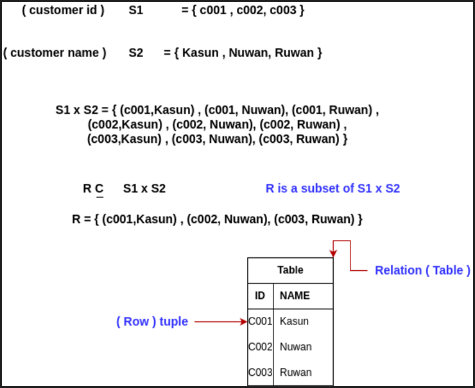 ( customer id ) S1 = { c001 , c002, c003 }
( customer name ) S2 = { Kasun , Nuwan, Ruwan }
S1 x S2 = { (c001,Kasun) , (c001, Nuwan), (c001, Ruwan) ,
(c002,Kasun) , (c002, Nuwan), (c002, Ruwan) ,
(c003,Kasun) , (c003, Nuwan), (c003, Ruwan) }
R C S1 x S2 R is a subset of S1 x S2
R = { (c001,Kasun) , (c002, Nuwan), (c003, Ruwan) }
Table
Relation ( Table )
ID NAME
( Row ) tuple
C001 Kasun
C002 Nuwan
C003 Ruwan